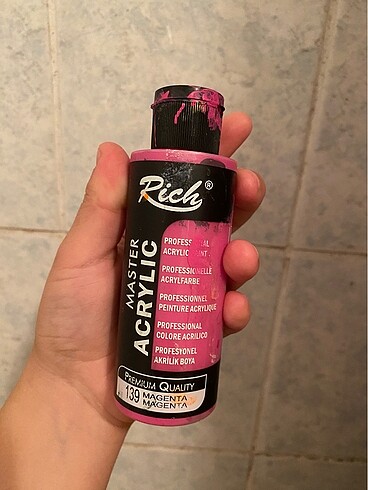 Rich®
MASTER
ACRYLIC
PROFESSIONAL
ACRYLIC PAINT
PROFESSIONELLE
ACRYLFARBE
PROFESSIONNEL
PEINTURE ACRYLIQUE
PROFESSIONAL
COLORE ACRILICO
PROFESYONEL
AKRİLİK BOYA
PREMIUM QUALITY
139 MAGENTA
MAGENTA